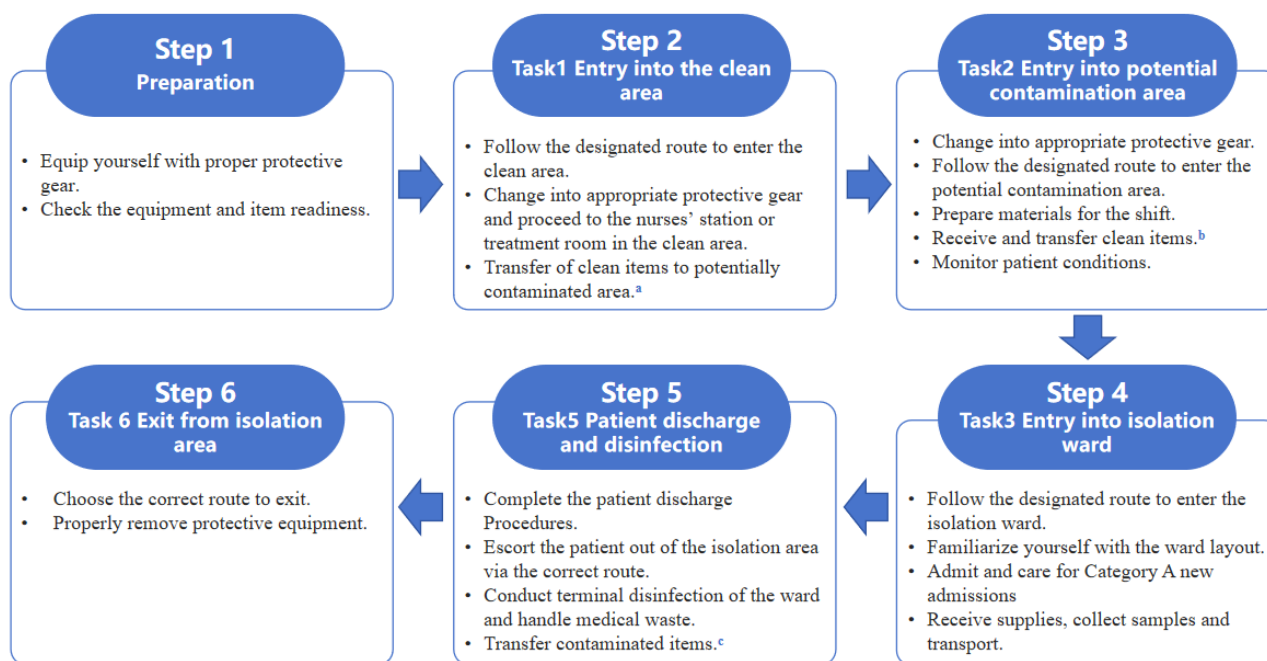 Step 1
Preparation
• Equip yourself with proper protective
gear.
• Check the equipment and item readiness.
Step 2
Task1 Entry into the clean
area
• Follow the designated route to enter the
clean area.
• Change into appropriate protective gear
and proceed to the nurses’ station or
treatment room in the clean area.
• Transfer of clean items to potentially
contaminated area.a
Step 3
Task2 Entry into potential
contamination area
• Change into appropriate protective gear.
• Follow the designated route to enter the
potential contamination area.
• Prepare materials for the shift.
• Receive and transfer clean items.b
• Monitor patient conditions.
Step 4
Task3 Entry into isolation
ward
• Follow the designated route to enter the
isolation ward.
• Familiarize yourself with the ward layout.
• Admit and care for Category A new
admissions
• Receive supplies, collect samples and
transport.
Step 5
Task5 Patient discharge
and disinfection
• Complete the patient discharge
Procedures.
• Escort the patient out of the isolation area
via the correct route.
• Conduct terminal disinfection of the ward
and handle medical waste.
• Transfer contaminated items.c
Step 6
Task 6 Exit from isolation
area
• Choose the correct route to exit.
• Properly remove protective equipment.